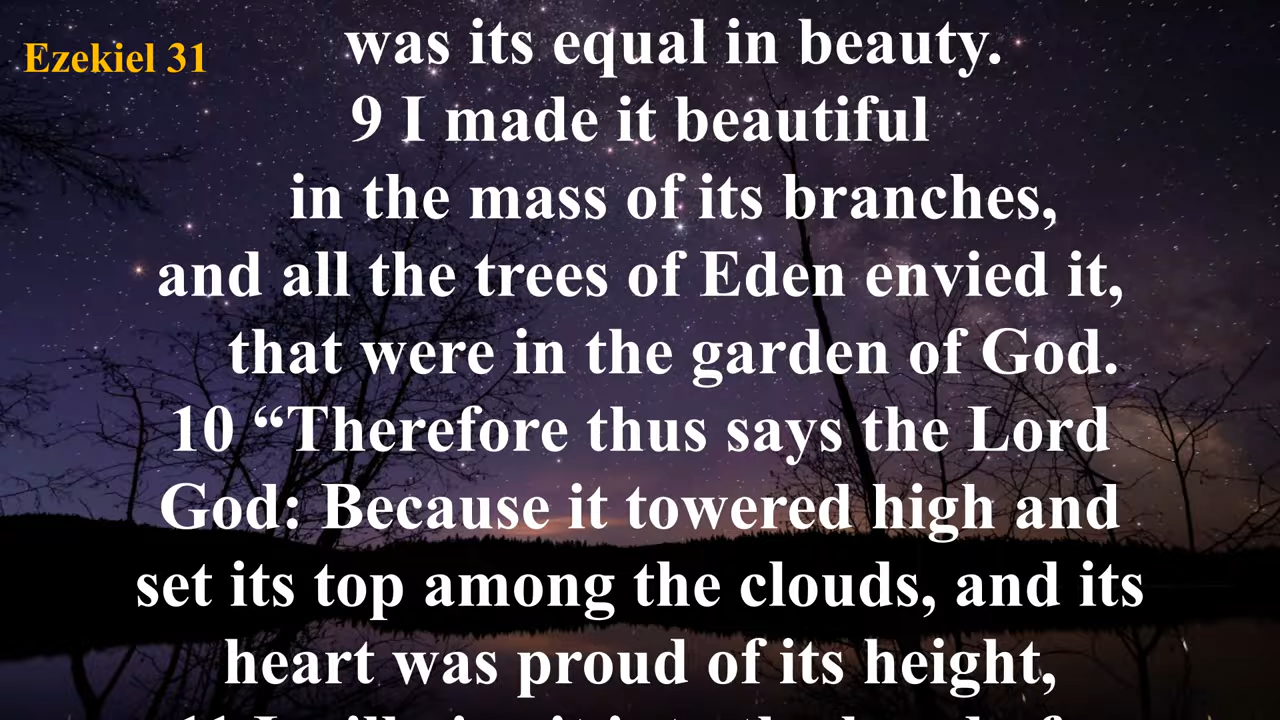 Ezekiel 31
was its equal in beauty.
9 I made it beautiful
in the mass of its branches,
and all the trees of Eden envied it,
that were in the garden of God.
10 “Therefore thus says the Lord
God: Because it towered high and
set its top among the clouds, and its
heart was proud of its height,